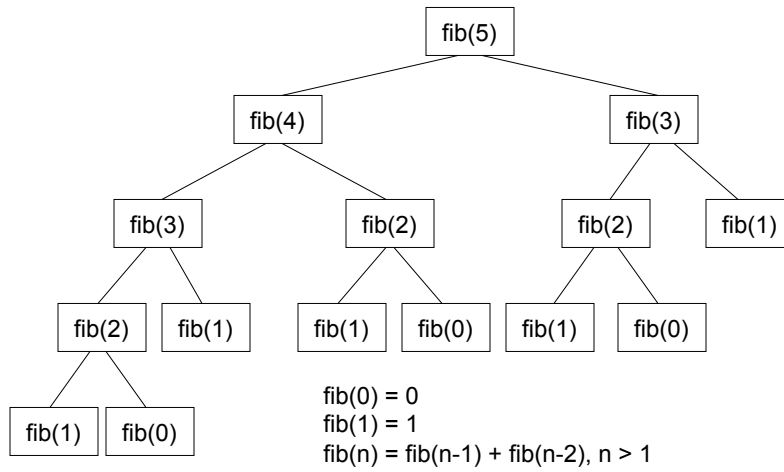 fib(5)
fib(4) fib(3)
fib(3) fib(2) fib(2) fib(1)
fib(2) fib(1) fib(1) fib(0) fib(1) fib(0)
fib(1) fib(0)
fib(0) = 0
fib(1) = 1
fib(n) = fib(n-1) + fib(n-2), n > 1